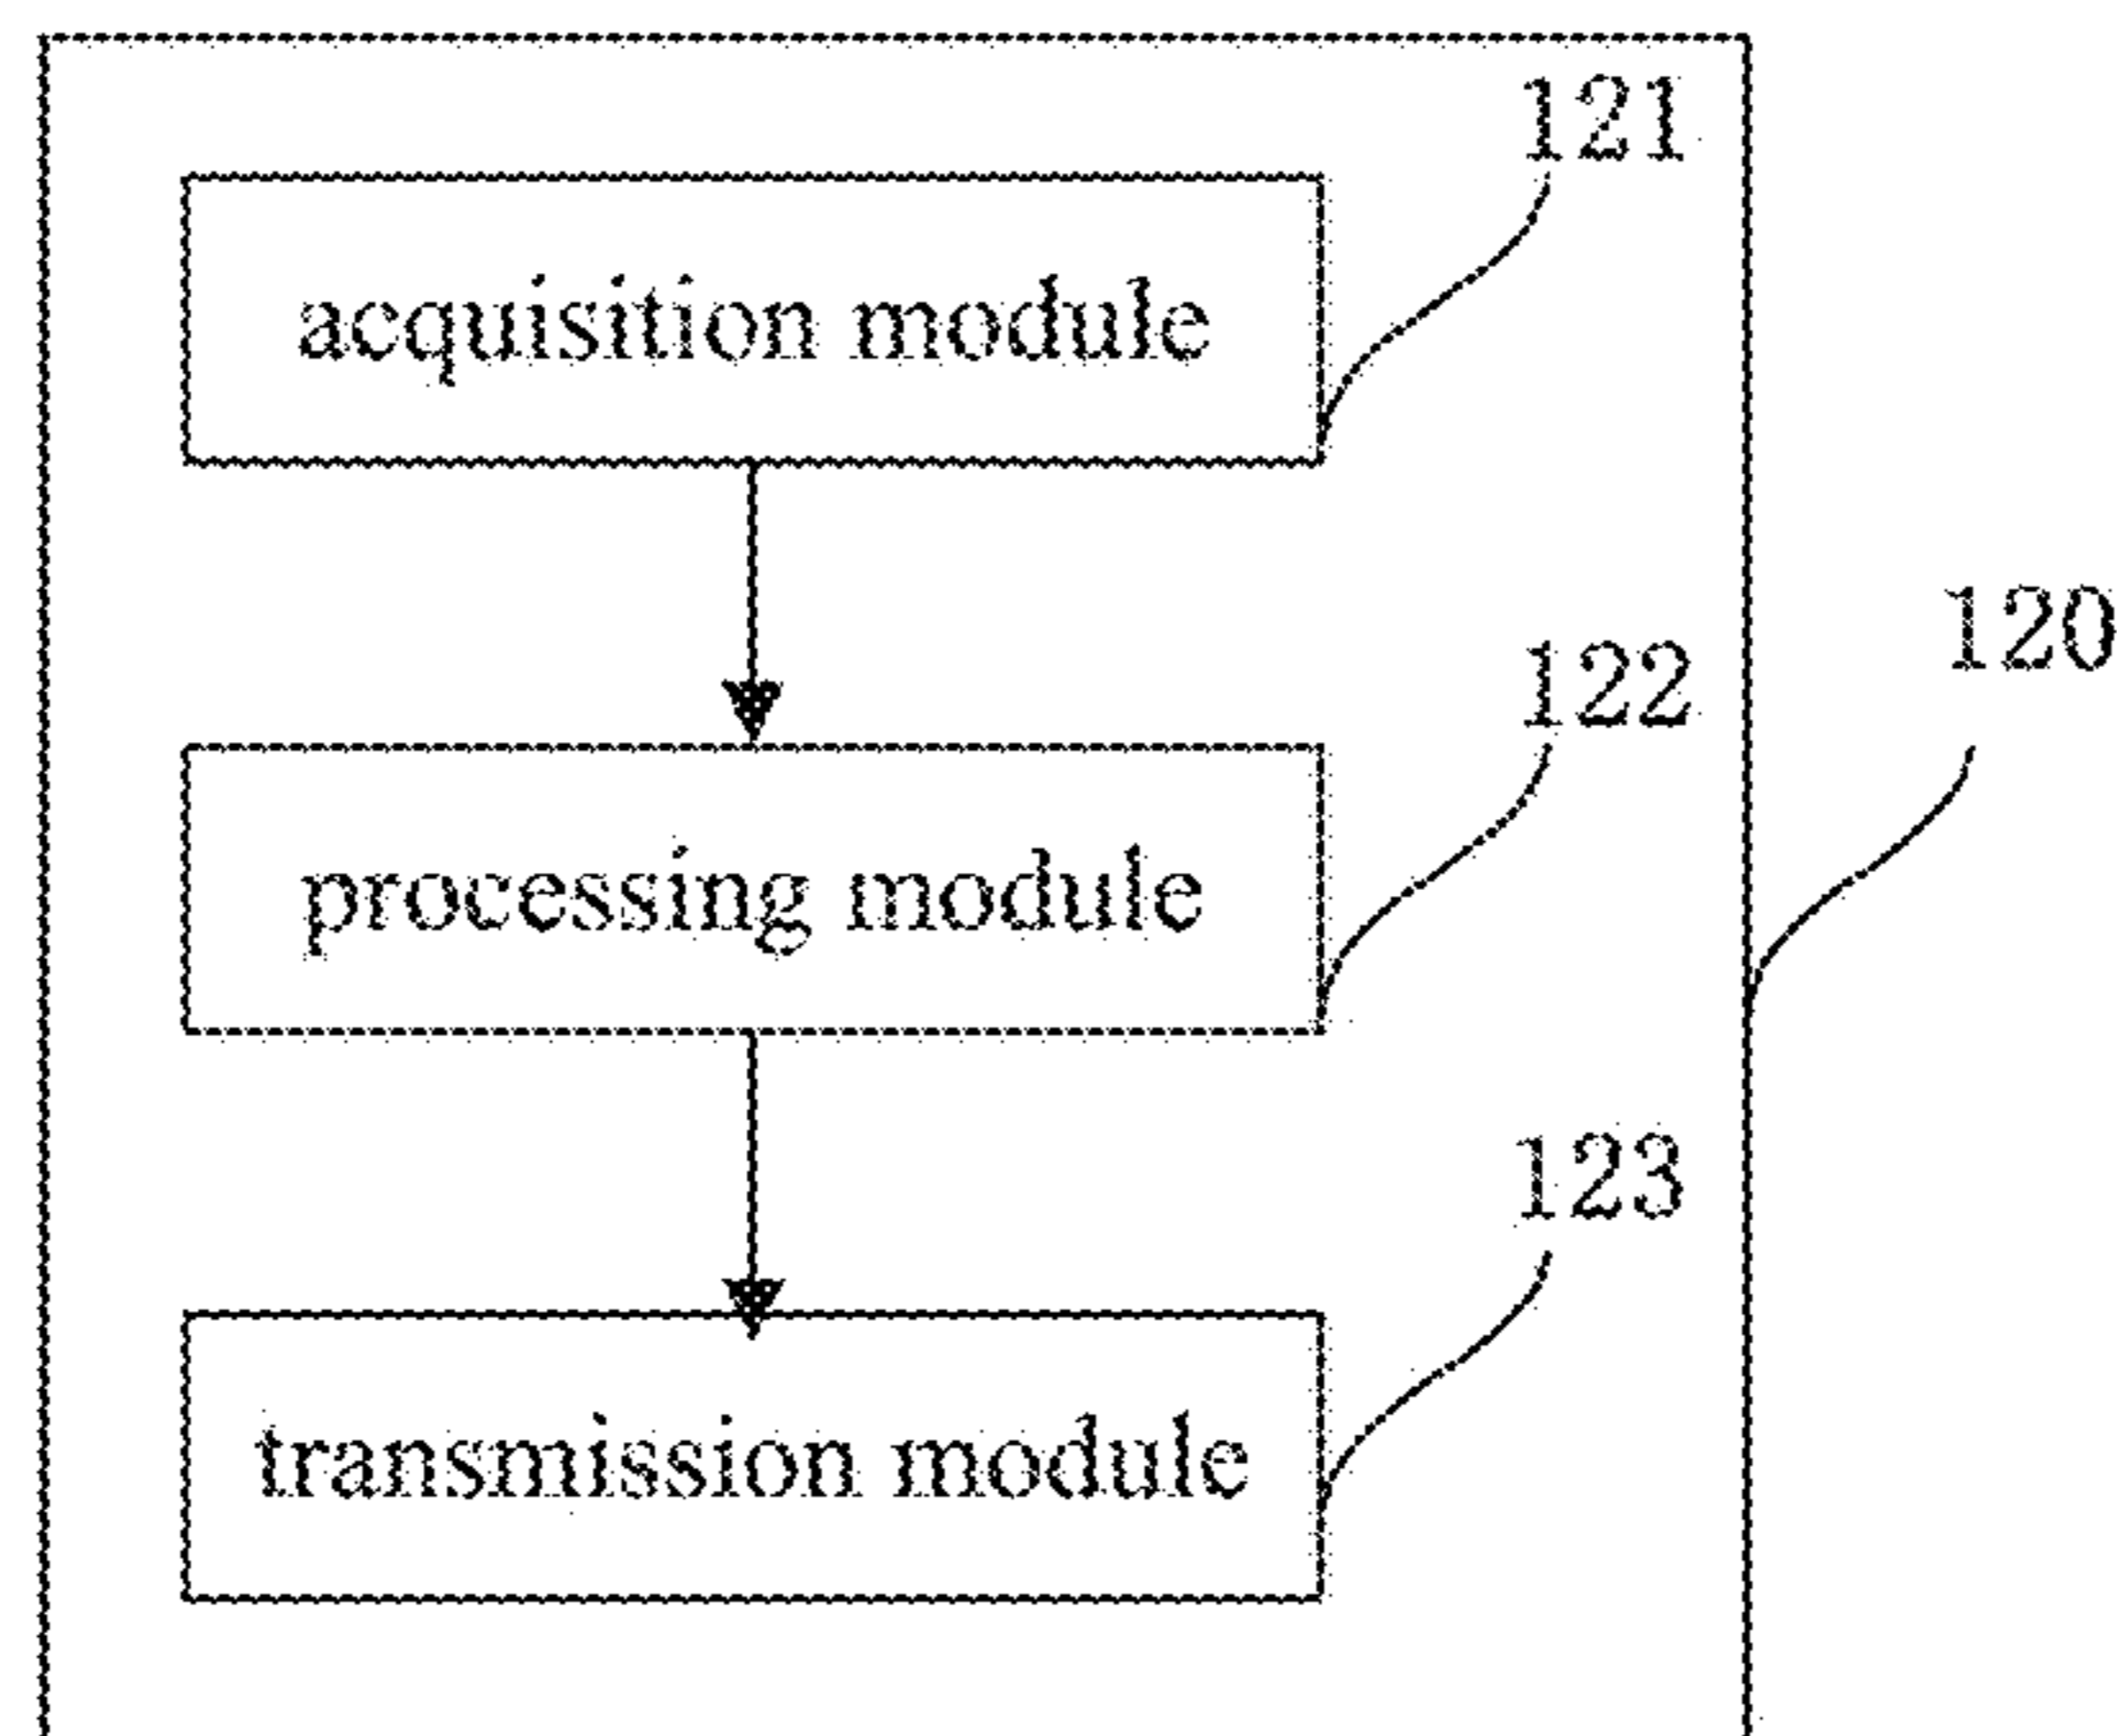 121
acquisition module
120
122
processing module
123
transmission module